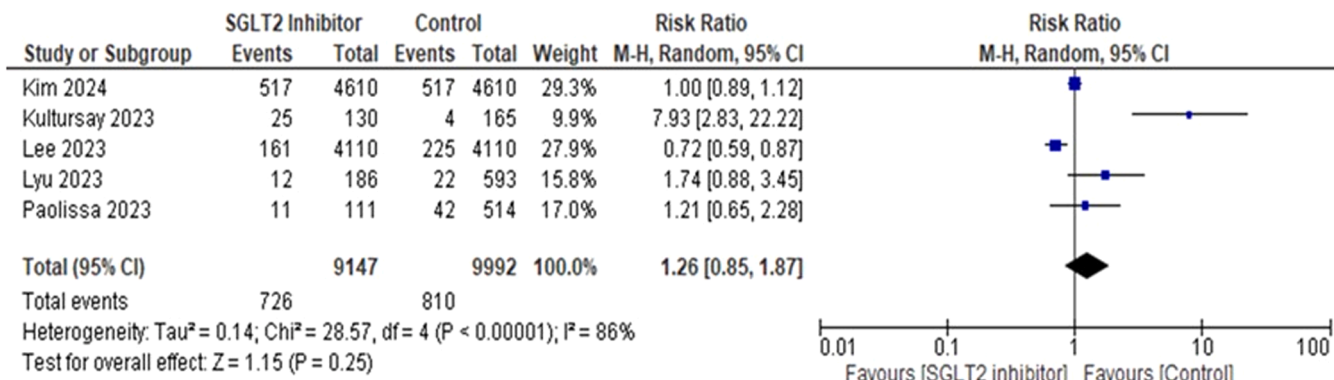 SGLT2 Inhibitor Control Risk Ratio Risk Ratio
Study or Subgroup Events Total Events Total Weight M-H, Random, 95% CI M-H, Random, 95% CI
Kim 2024 517 4610 517 4610 29.3% 1.00 [0.89, 1.12]
Kultursay 2023 25 130 4 165 9.9% 7.93 [2.83, 22.22]
Lee 2023 161 4110 225 4110 27.9% 0.72 [0.59, 0.87]
Lyu 2023 12 186 22 593 15.8% 1.74 [0.88, 3.45]
Paolissa 2023 11 111 42 514 17.0% 1.21 [0.65, 2.28]
Total (95% CI) 9147 9992 100.0% 1.26 [0.85, 1.87]
Total events 726 810
Heterogeneity: Tau² = 0.14; Chi² = 28.57, df = 4 (P < 0.00001); I² = 86%
Test for overall effect: Z = 1.15 (P = 0.25)
0.01 0.1 1 10 100
Favours [SGLT2 inhibitor] Favours [Control]